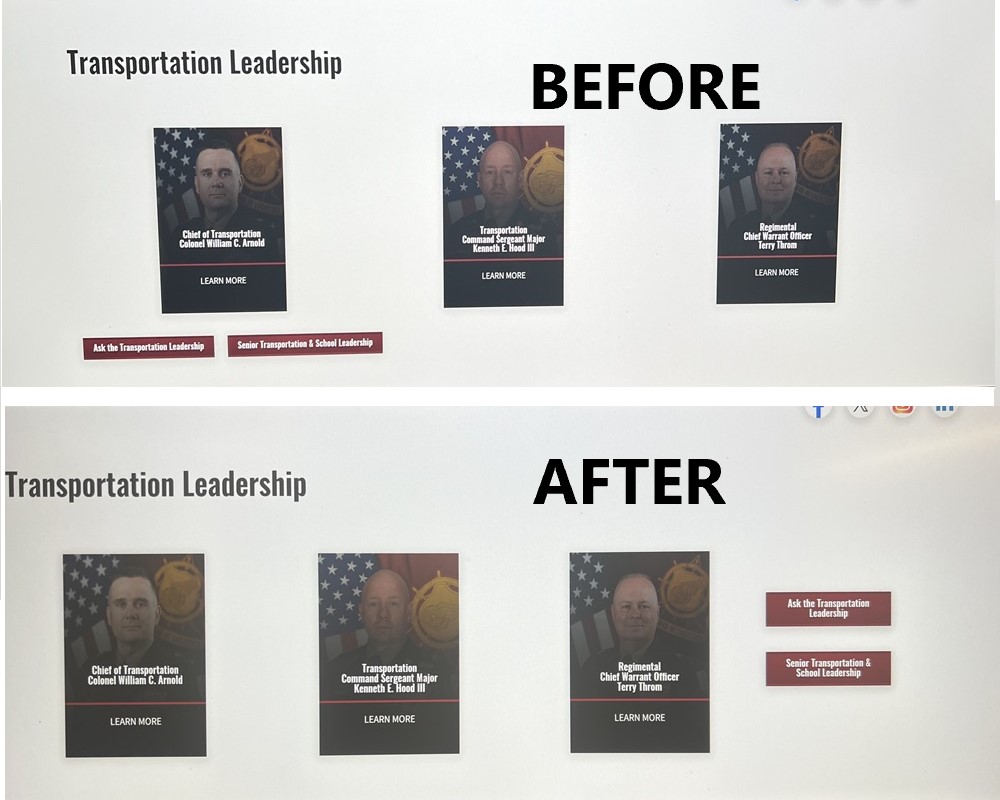 Transportation Leadership
BEFORE
Chief of Transportation
Colonel William C. Arnold
LEARN MORE
Transportation
Command Sergeant Major
Kenneth E. Hood III
LEARN MORE
Regimental
Chief Warrant Officer
Terry Throm
LEARN MORE
Ask the Transportation Leadership
Senior Transportation & School Leadership
Transportation Leadership
AFTER
Chief of Transportation
Colonel William C. Arnold
LEARN MORE
Transportation
Command Sergeant Major
Kenneth E. Hood III
LEARN MORE
Regimental
Chief Warrant Officer
Terry Throm
LEARN MORE
Ask the Transportation
Leadership
Senior Transportation &
School Leadership